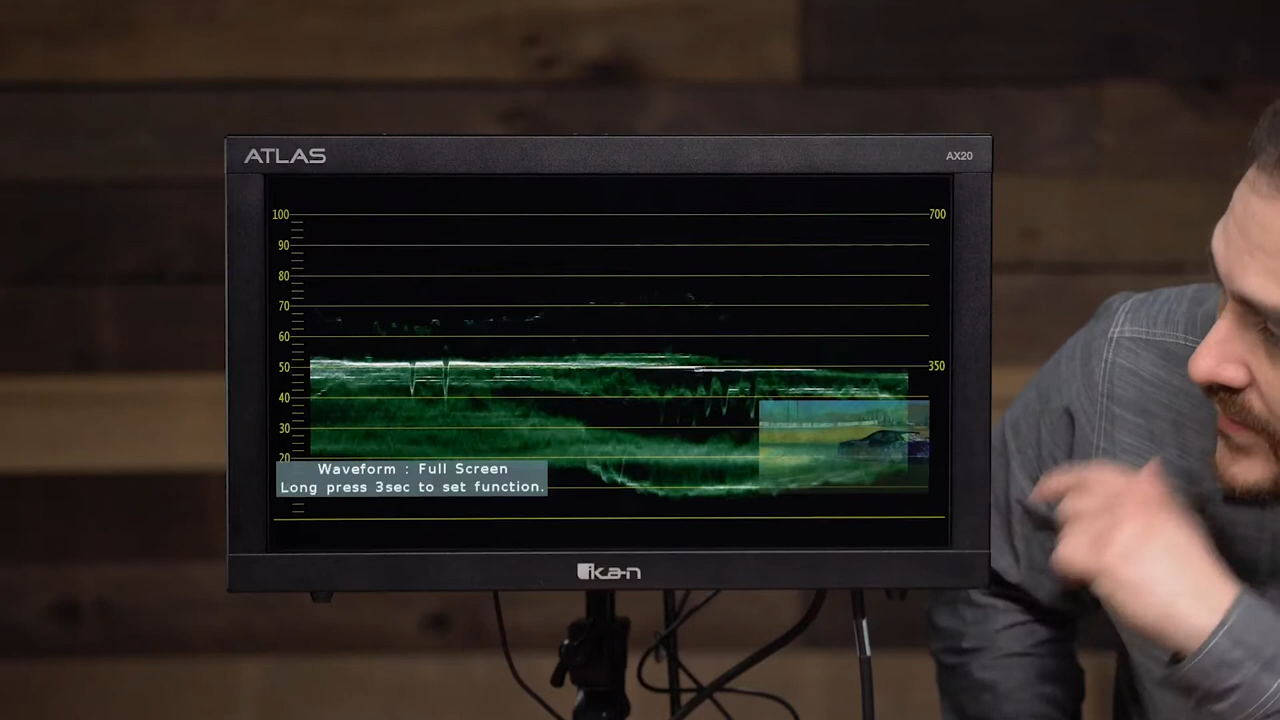 ATLAS
AX20
100
700
90
80
70
60
50
350
40
30
20
Waveform : Full Screen
Long press 3sec to set function.
ikan